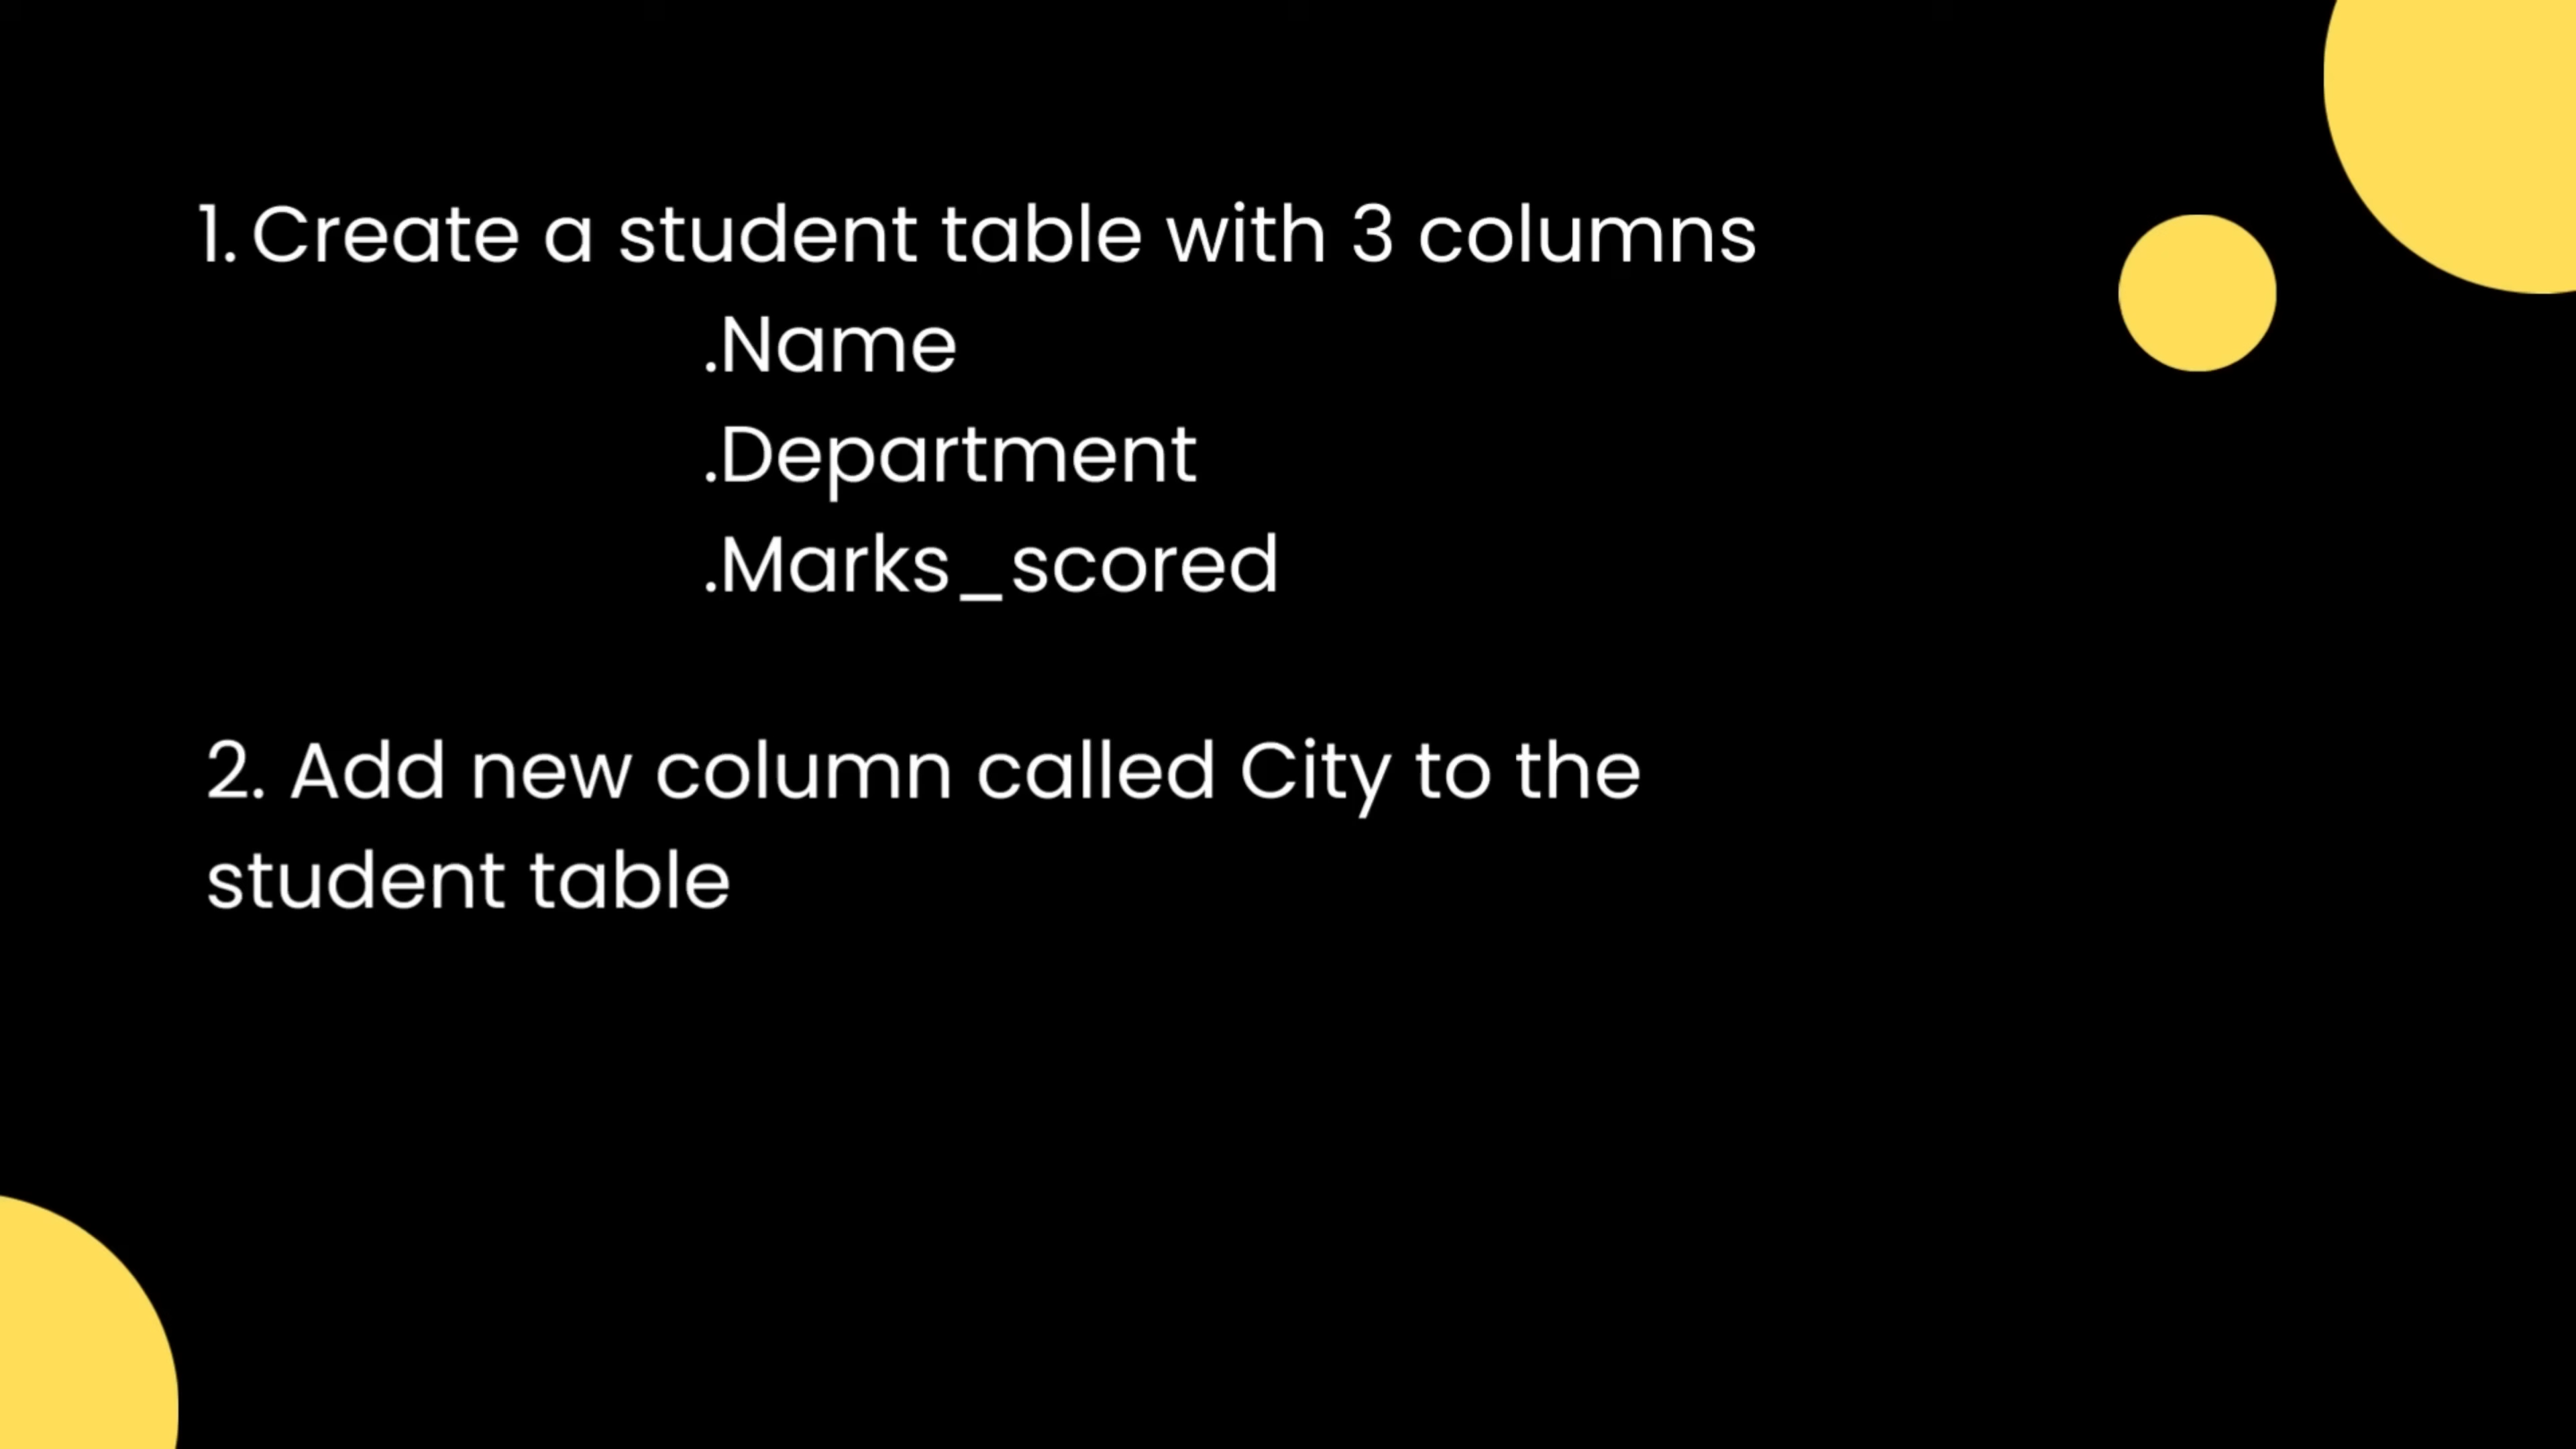 1. Create a student table with 3 columns
.Name
.Department
.Marks_scored
2. Add new column called City to the
student table